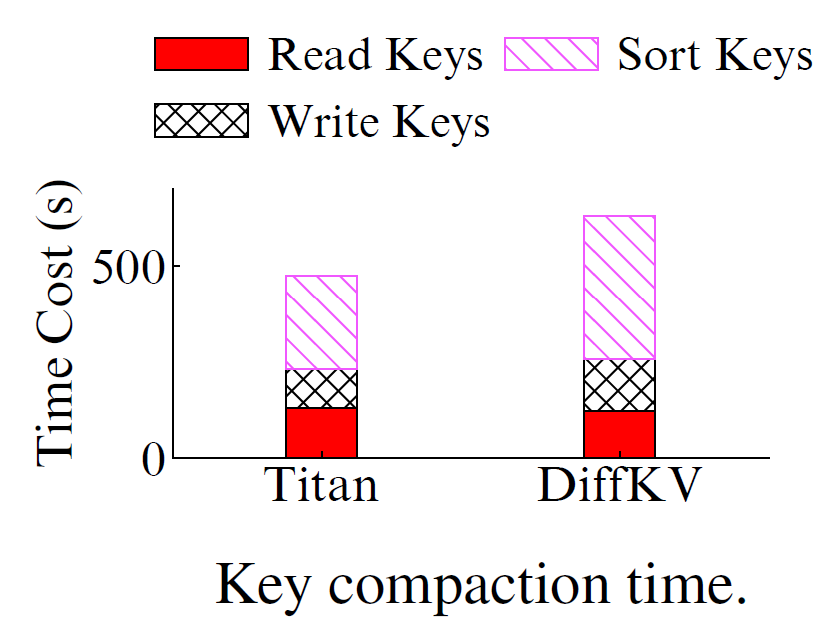 Read Keys Sort Keys
Write Keys
Time Cost (s)
500
0
Titan DiffKV
Key compaction time.